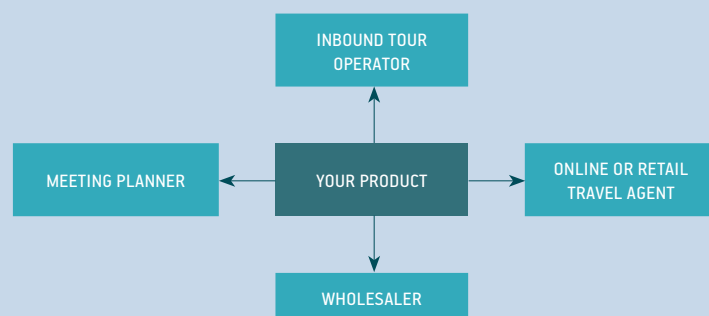 INBOUND TOUR
OPERATOR
MEETING PLANNER
YOUR PRODUCT
ONLINE OR RETAIL
TRAVEL AGENT
WHOLESALER